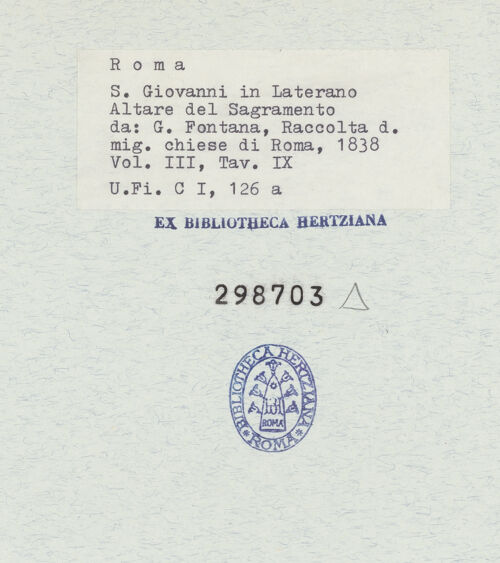 R o m a
S. Giovanni in Laterano
Altare del Sagramento
da: G. Fontana, Raccolta d.
mig. chiese di Roma, 1838
Vol. III, Tav. IX
U.Fi. C I, 126 a
EX BIBLIOTHECA HERTZIANA
298703
BIBLIOTHECA HERTZIANA
ROMA
* ROMA *